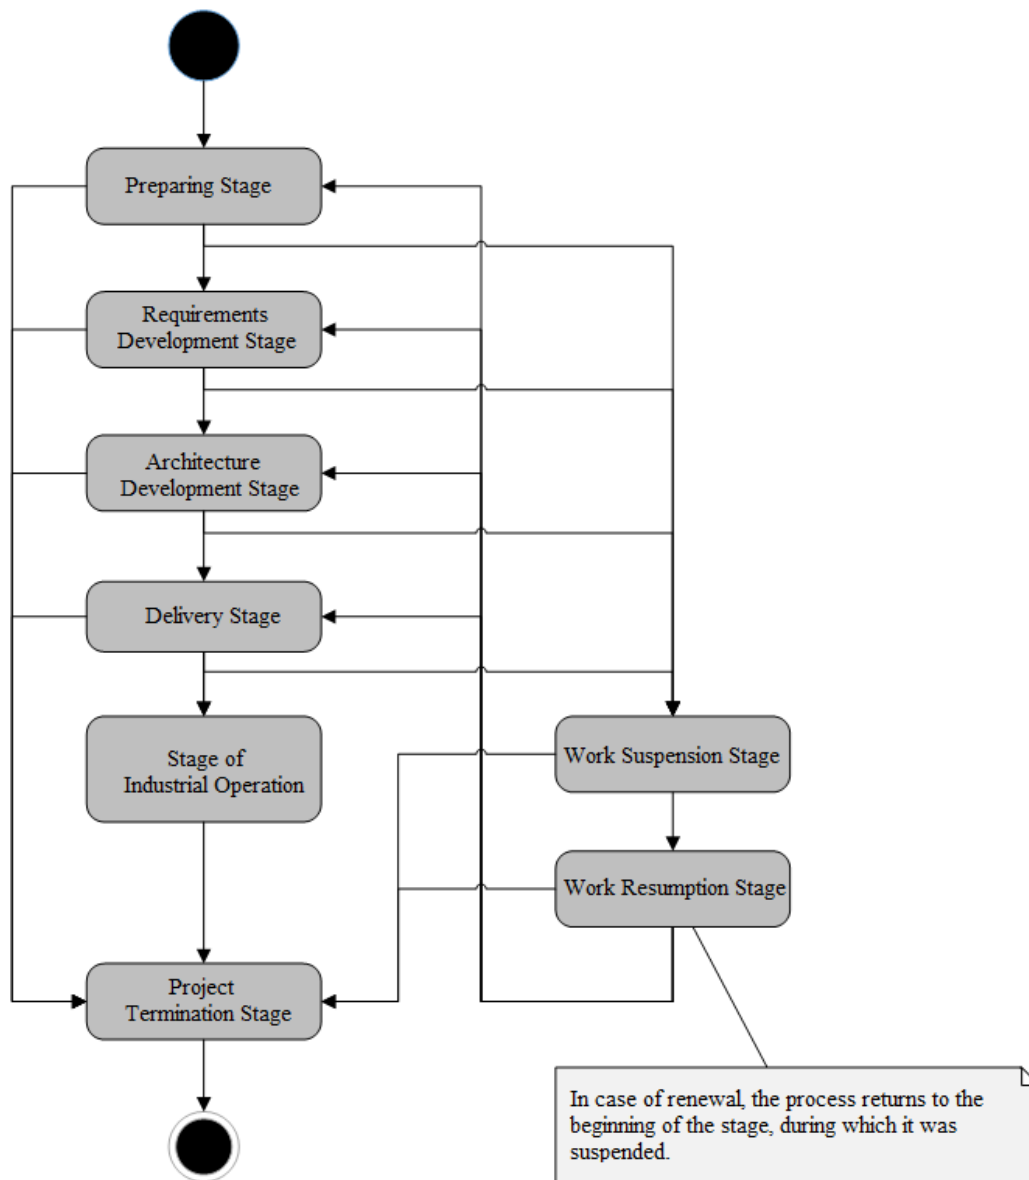 Preparing Stage
Requirements
Development Stage
Architecture
Development Stage
Delivery Stage
Stage of
Industrial Operation
Work Suspension Stage
Work Resumption Stage
Project
Termination Stage
In case of renewal, the process returns to the
beginning of the stage, during which it was
suspended.